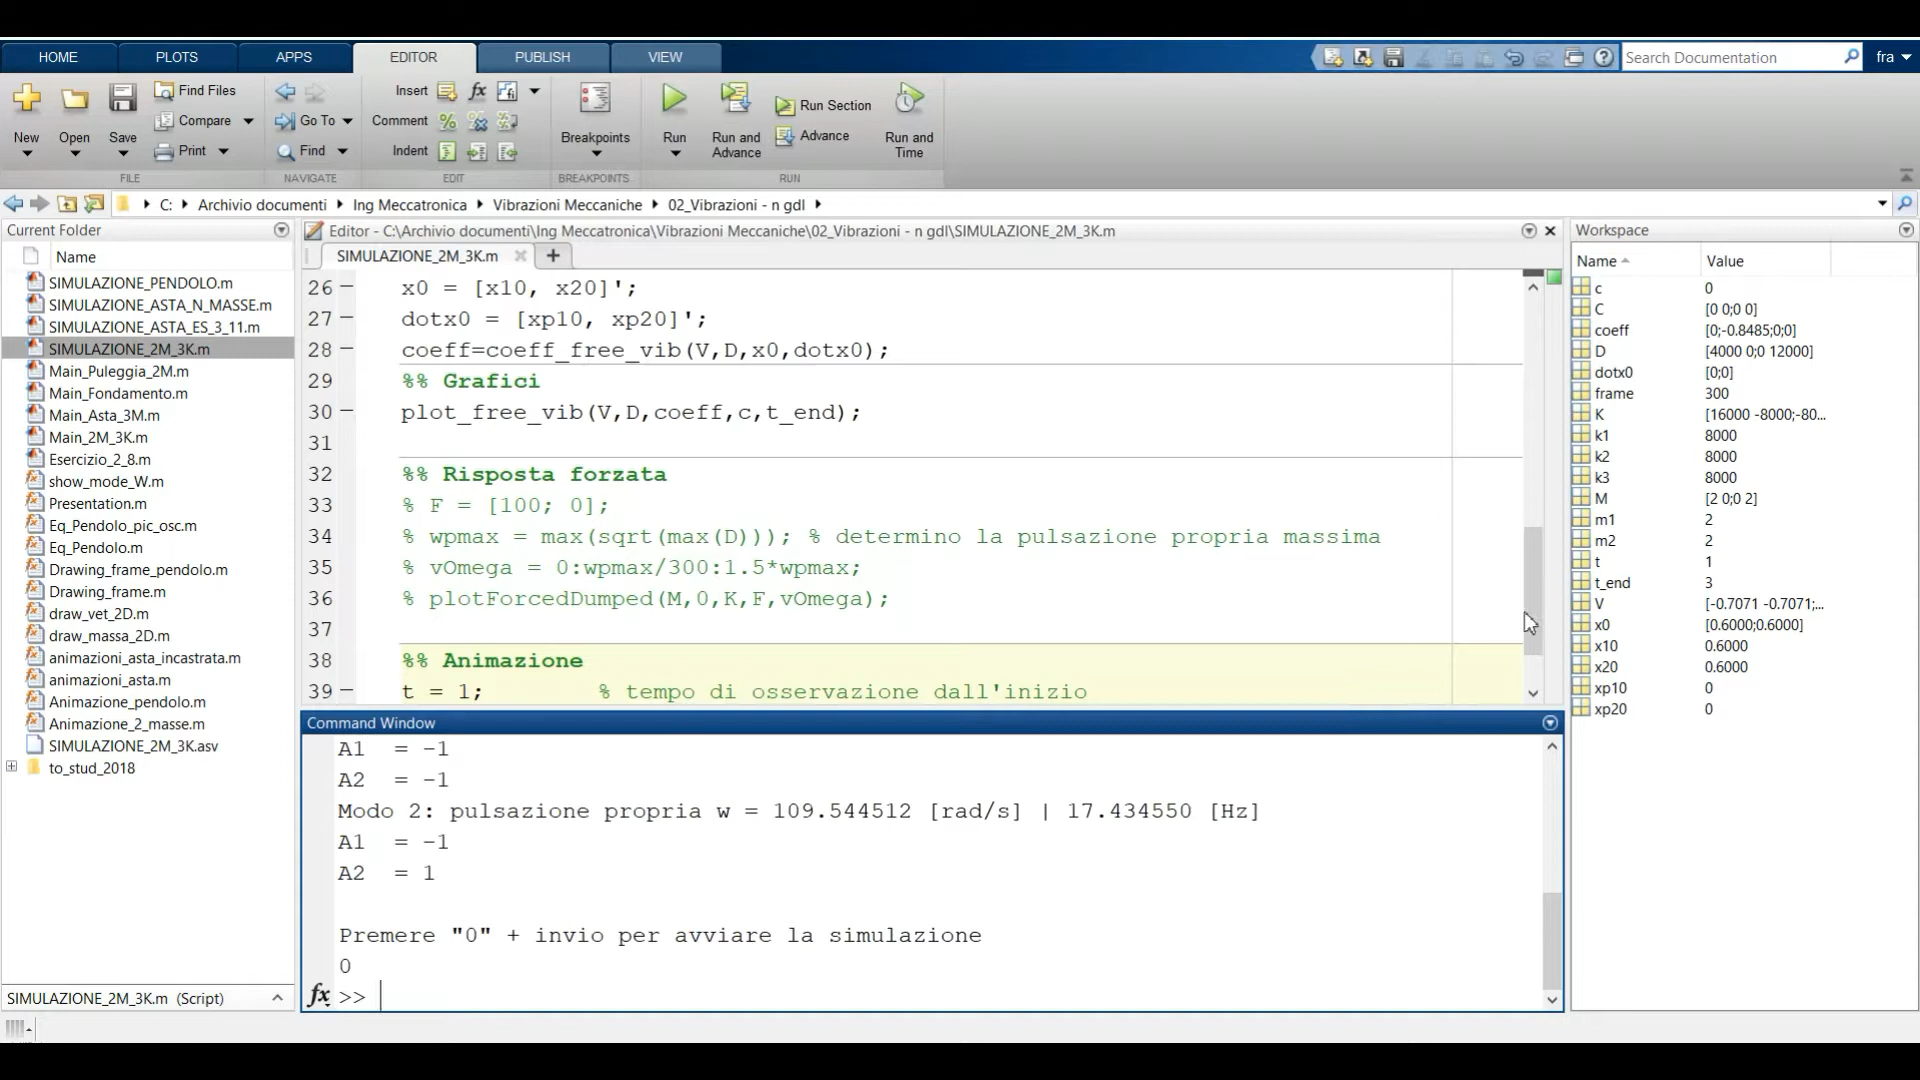 HOME PLOTS APPS EDITOR PUBLISH VIEW Search Documentation fra
New Open Save Find Files Compare Print Go To Find Insert Comment Indent Breakpoints Run Run and Advance Run Section Advance Run and Time
FILE NAVIGATE EDIT BREAKPOINTS RUN
C: Archivio documenti Ing Meccatronica Vibrazioni Meccaniche 02_Vibrazioni - n gdl
Current Folder
Name
SIMULAZIONE_PENDOLO.m
SIMULAZIONE_ASTA_N_MASSE.m
SIMULAZIONE_ASTA_ES_3_11.m
SIMULAZIONE_2M_3K.m
Main_Puleggia_2M.m
Main_Fondamento.m
Main_Asta_3M.m
Main_2M_3K.m
Esercizio_2_8.m
show_mode_W.m
Presentation.m
Eq_Pendolo_pic_osc.m
Eq_Pendolo.m
Drawing_frame_pendolo.m
Drawing_frame.m
draw_vet_2D.m
draw_massa_2D.m
animazioni_asta_incastrata.m
animazioni_asta.m
Animazione_pendolo.m
Animazione_2_masse.m
SIMULAZIONE_2M_3K.asv
to_stud_2018
SIMULAZIONE_2M_3K.m (Script)
Editor - C:\Archivio documenti\Ing Meccatronica\Vibrazioni Meccaniche\02_Vibrazioni - n gdl\SIMULAZIONE_2M_3K.m
SIMULAZIONE_2M_3K.m
26 x0 = [x10, x20]';
27 dotx0 = [xp10, xp20]';
28 coeff=coeff_free_vib(V,D,x0,dotx0);
29 %% Grafici
30 plot_free_vib(V,D,coeff,c,t_end);
31
32 %% Risposta forzata
33 % F = [100; 0];
34 % wpmax = max(sqrt(max(D))); % determino la pulsazione propria massima
35 % vOmega = 0:wpmax/300:1.5*wpmax;
36 % plotForcedDumped(M,0,K,F,vOmega);
37
38 %% Animazione
39 t = 1; % tempo di osservazione dall'inizio
Command Window
A1 = -1
A2 = -1
Modo 2: pulsazione propria w = 109.544512 [rad/s] | 17.434550 [Hz]
A1 = -1
A2 = 1
Premere "0" + invio per avviare la simulazione
0
fx >>
Workspace
Name Value
c 0
C [0 0;0 0]
coeff [0;-0.8485;0;0]
D [4000 0;0 12000]
dotx0 [0;0]
frame 300
K [16000 -8000;-80...
k1 8000
k2 8000
k3 8000
M [2 0;0 2]
m1 2
m2 2
t 1
t_end 3
V [-0.7071 -0.7071;...
x0 [0.6000;0.6000]
x10 0.6000
x20 0.6000
xp10 0
xp20 0